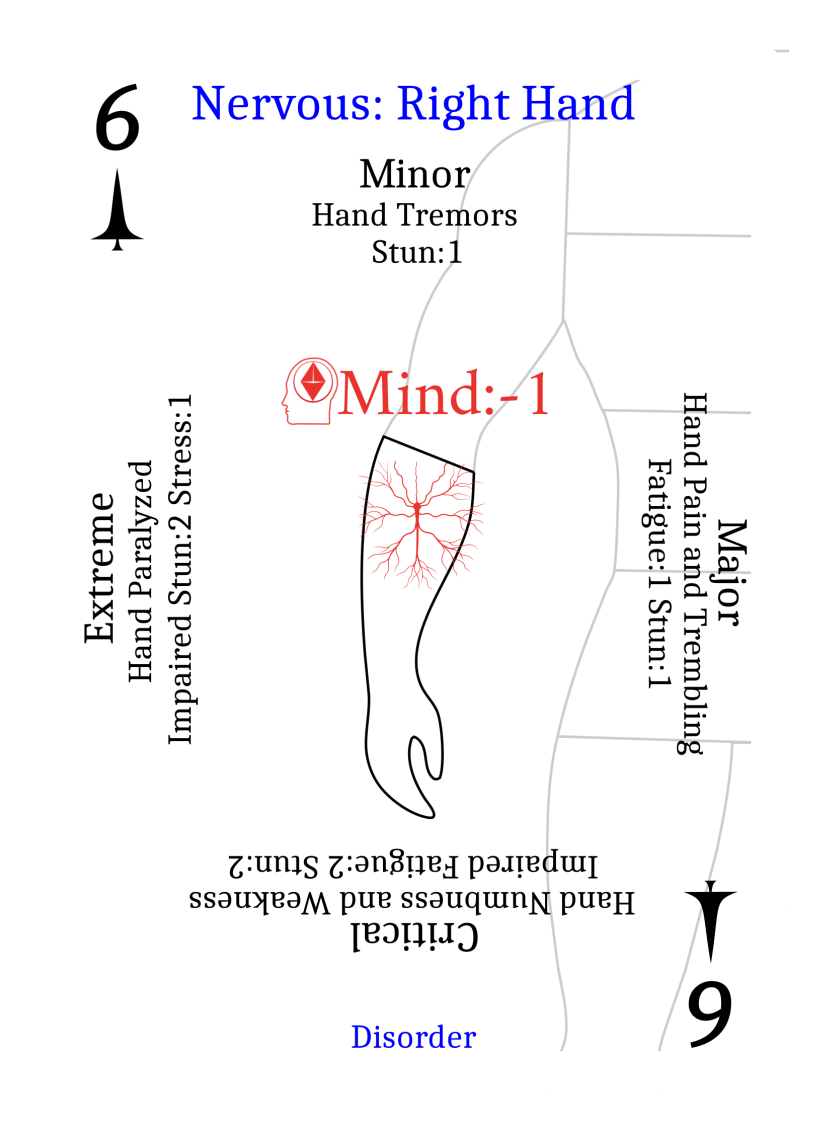 6
Nervous: Right Hand
Minor
Hand Tremors
Stun:1
Mind:-1
Major
Hand Pain and Trembling
Fatigue:1 Stun:1
Extreme
Hand Paralyzed
Impaired Stun:2 Stress:1
Critical
Hand Numbness and Weakness
Impaired Fatigue:2 Stun:2
6
Disorder